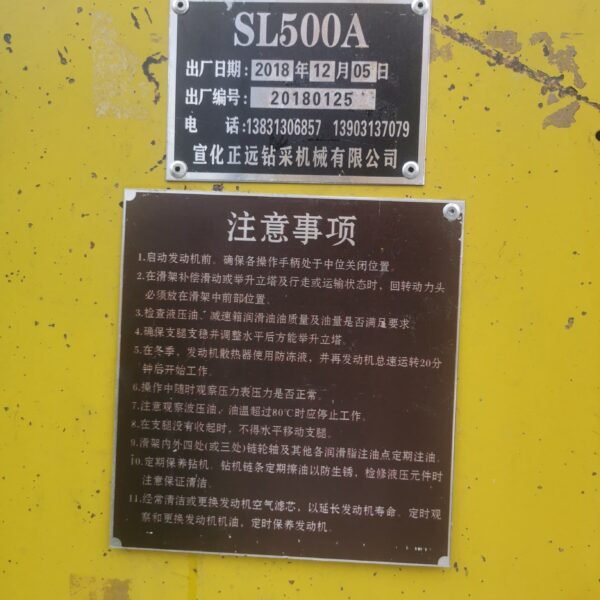 SL500A
出厂日期: 2018 年 12 月 05 日
出厂编号: 20180125
电 话:13831306857 13903137079
宣化正远钻采机械有限公司
注意事项
1.启动发动机前。确保各操作手柄处于中位关闭位置。
2.在滑架补偿滑动或举升立塔及行走或运输状态时，回转动力头
必须放在滑架中前部位置。
3.检查液压油、减速箱润滑油油质量及油量是否满足要求。
4.确保支腿支稳并调整水平后方能举升立塔。
5.在冬季，发动机散热器使用防冻液，并再发动机总速运转20分
钟后开始工作。
6.操作中随时观察压力表压力是否正常。
7.注意观察波压油，油温超过80℃时应停止工作。
8.在支腿没有收起时，不得水平移动支腿。
9.滑架内外四处(或三处)链轮轴及其他各润滑脂注油点定期注油。
10.定期保养钻机。钻机链条定期擦油以防生锈，检修液压元件时
注意保证清洁。
11.经常清洁或更换发动机空气滤芯，以延长发动机寿命。定时观
察和更换发动机机油，定时保养发动机。